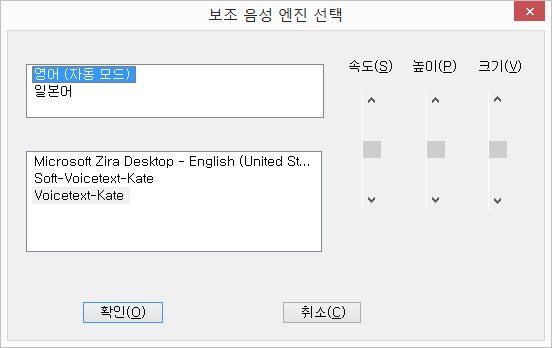 보조 음성 엔진 선택
영어 (자동 모드)
일본어
속도(S) 높이(P) 크기(V)
Microsoft Zira Desktop - English (United St...
Soft-Voicetext-Kate
Voicetext-Kate
확인(O) 취소(C)